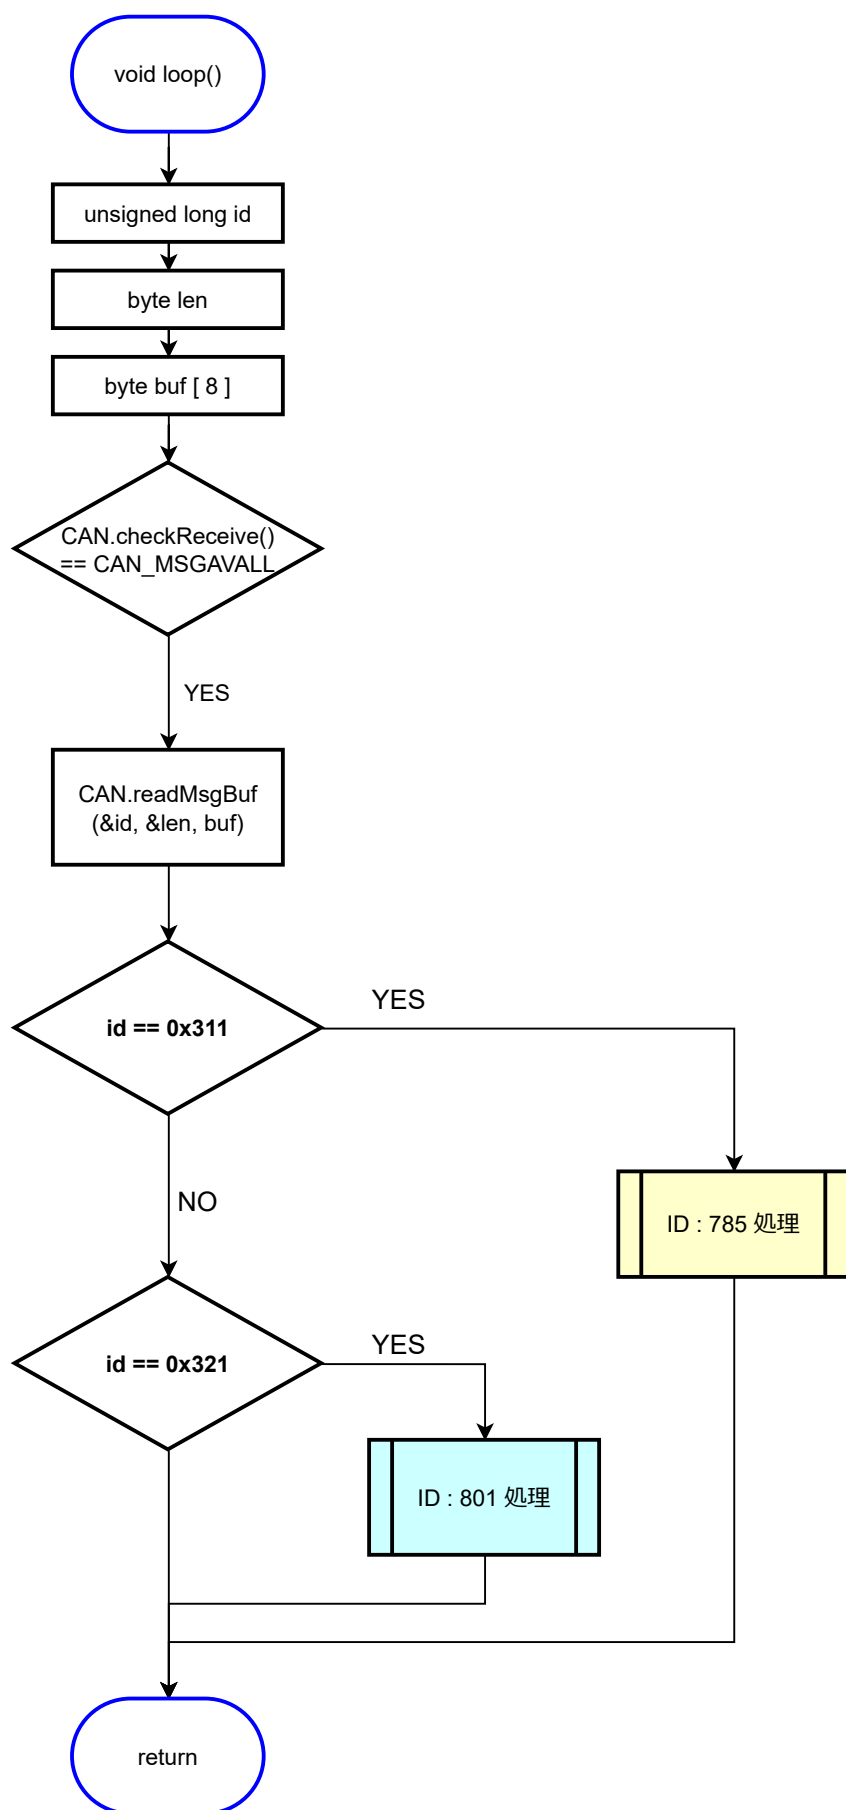 void loop()
unsigned long id
byte len
byte buf [ 8 ]
CAN.checkReceive()
== CAN_MSGAVALL
YES
CAN.readMsgBuf
(&id, &len, buf)
id == 0x311
YES
NO
ID : 785 処理
id == 0x321
YES
ID : 801 処理
return